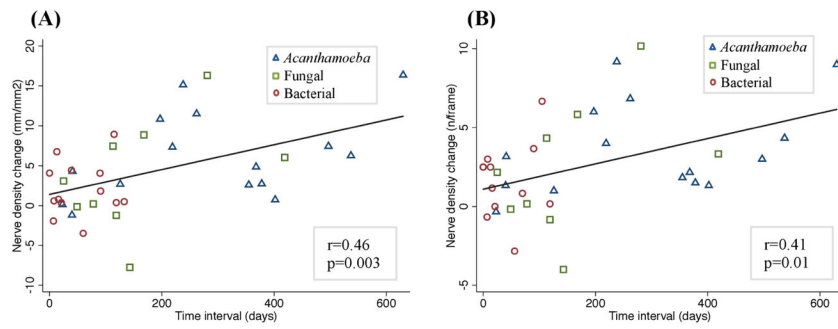 (A)
Nerve density change (mm/mm2)
20
15
10
5
0
-5
-10
Acanthamoeba
Fungal
Bacterial
r=0.46
p=0.003
0
200
400
600
Time interval (days)
(B)
Nerve density change (n/frame)
10
5
0
-5
Acanthamoeba
Fungal
Bacterial
r=0.41
p=0.01
0
200
400
600
Time interval (days)